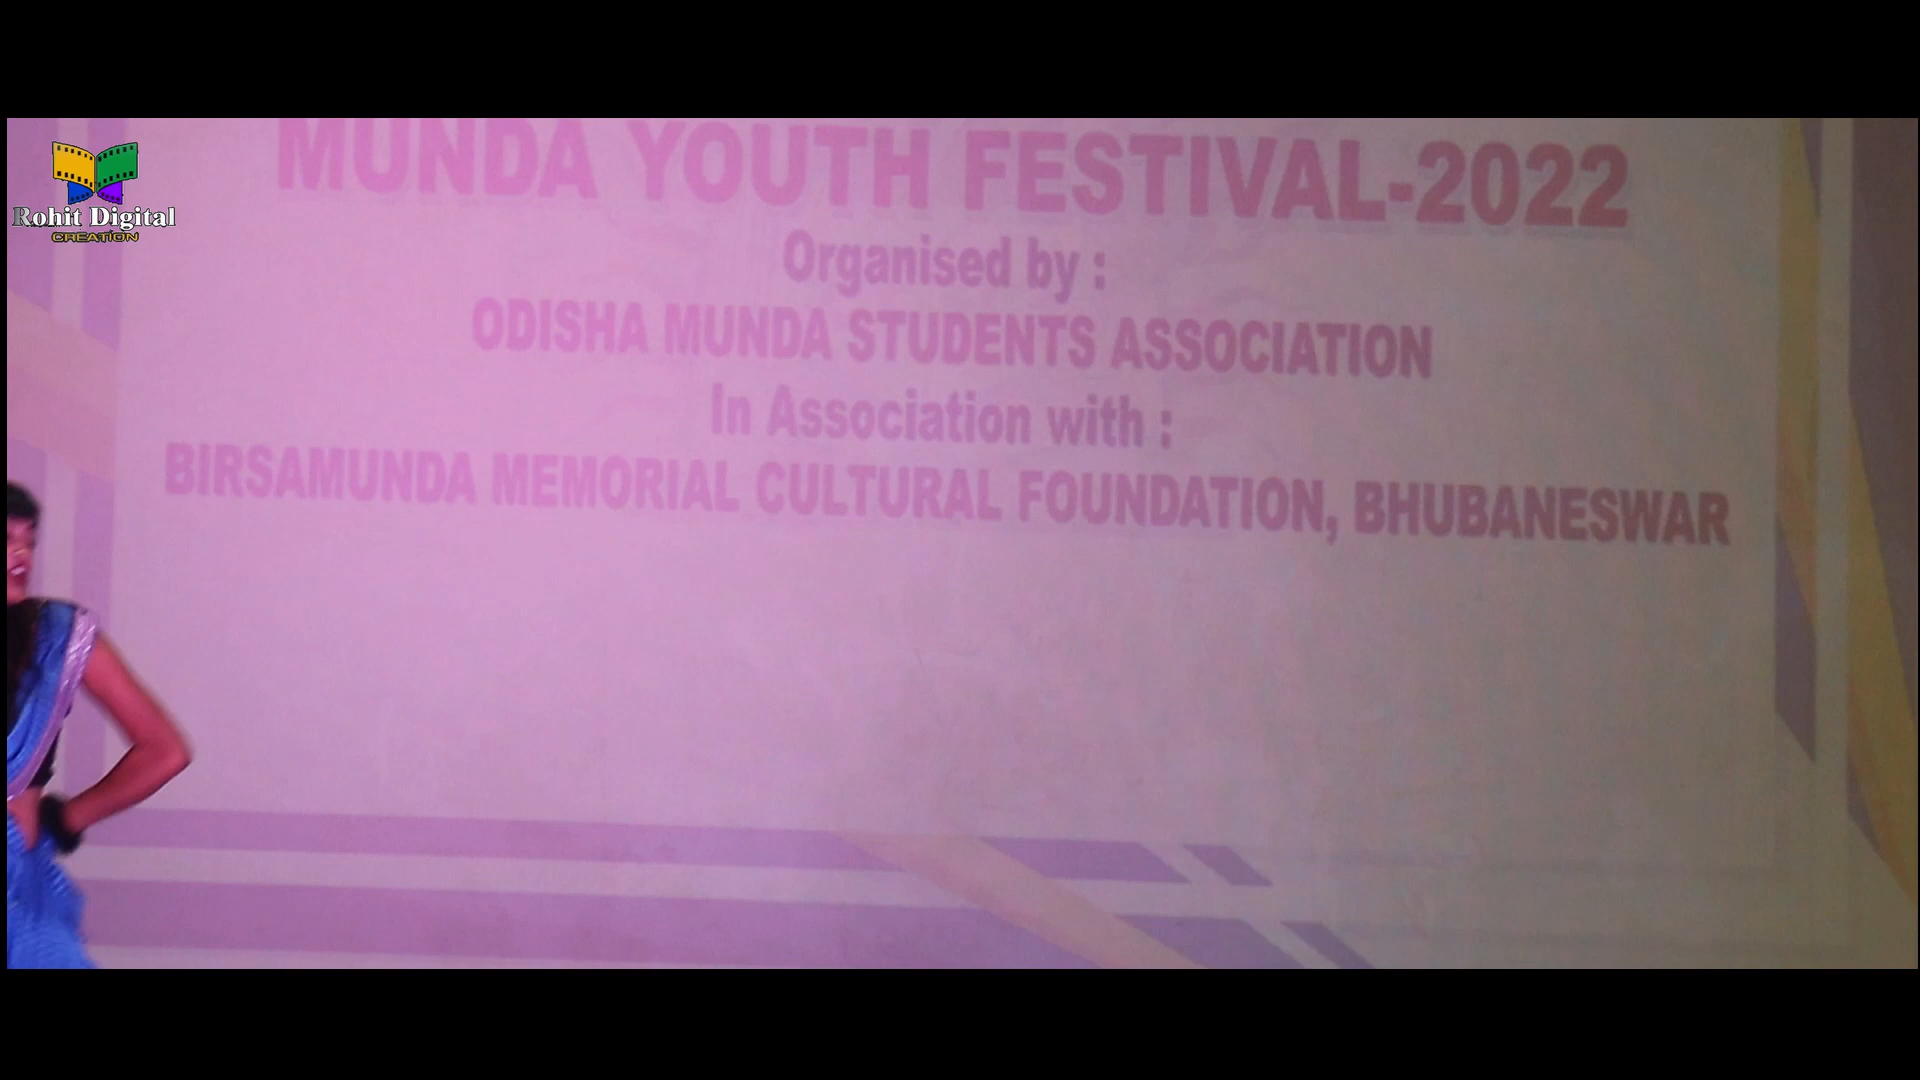 MUNDA YOUTH FESTIVAL-2022
Rohit Digital
CREATION
Organised by :
ODISHA MUNDA STUDENTS ASSOCIATION
In Association with :
BIRSAMUNDA MEMORIAL CULTURAL FOUNDATION, BHUBANESWAR